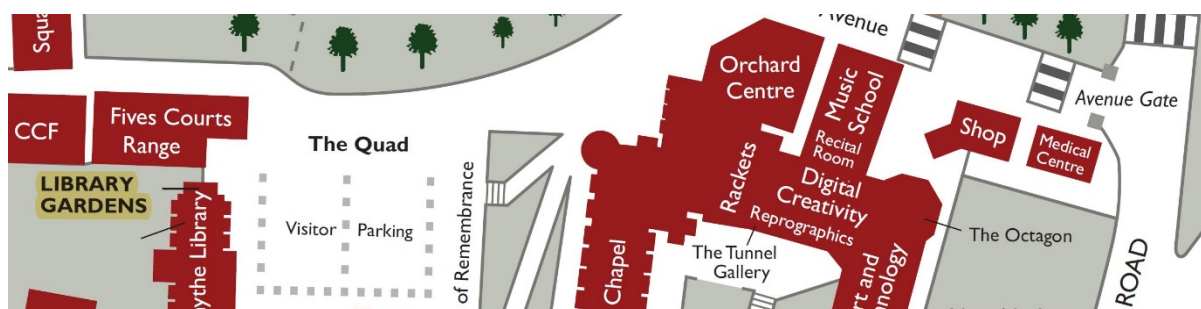 Squa
Avenue
CCF
Fives Courts
Range
The Quad
LIBRARY
GARDENS
ythe Library
Visitor
Parking
of Remembrance
Chapel
Orchard
Centre
Music
School
Recital
Room
Rackets
Digital
Creativity
Reprographics
The Tunnel
Gallery
rt and
hnology
The Octagon
Shop
Medical
Centre
Avenue Gate
ROAD